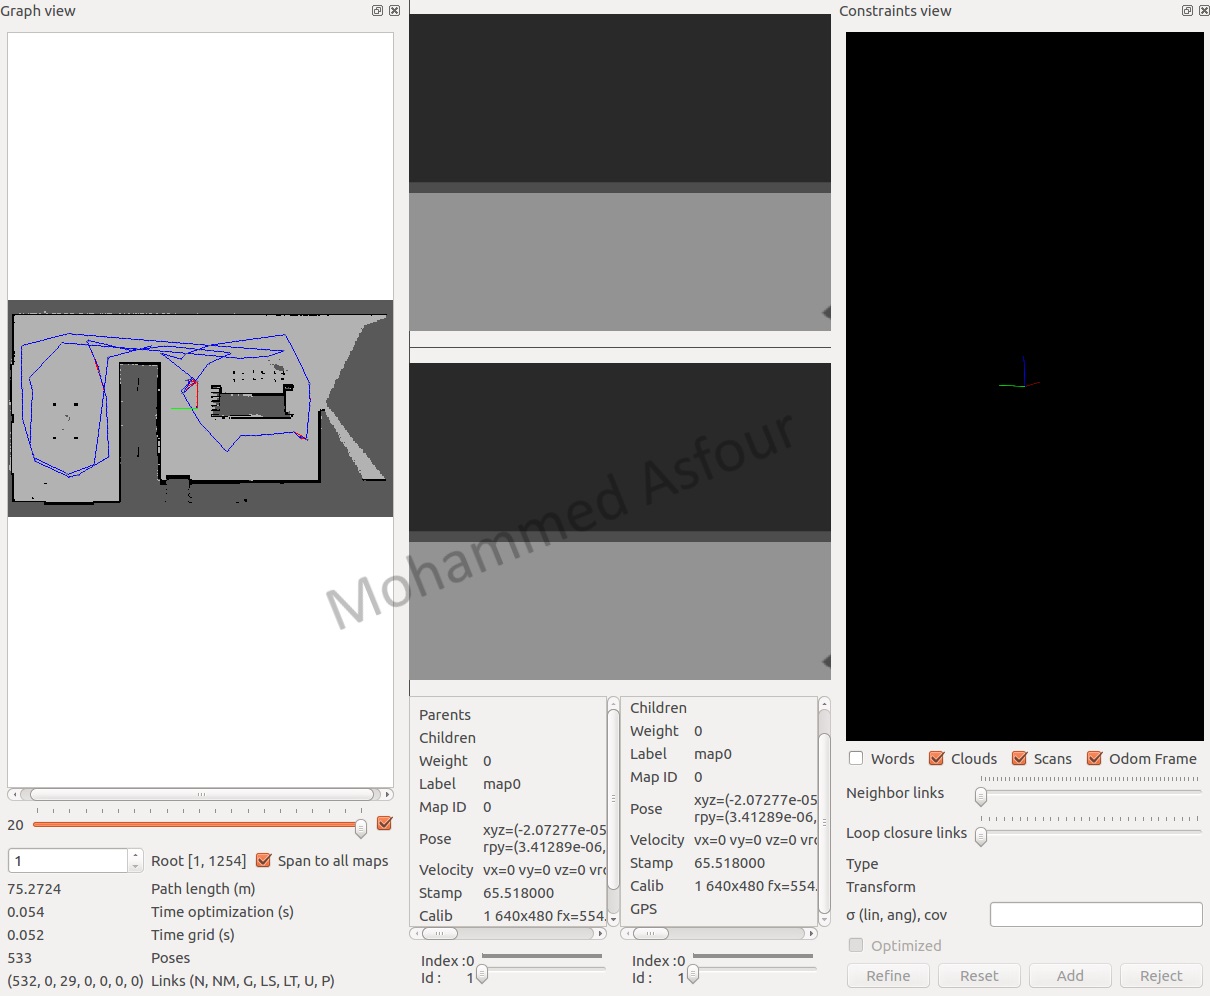 Graph view
20
1
Root [1, 1254]
Span to all maps
75.2724 Path length (m)
0.054 Time optimization (s)
0.052 Time grid (s)
533 Poses
(532, 0, 29, 0, 0, 0, 0) Links (N, NM, G, LS, LT, U, P)
Mohammed Asfour
Parents
Children
Weight 0
Label map0
Map ID 0
Pose xyz=(-2.07277e-05
rpy=(3.41289e-06,
Velocity vx=0 vy=0 vz=0 vro
Stamp 65.518000
Calib 1 640x480 fx=554.
Index :0
Id : 1
Children
Weight 0
Label map0
Map ID 0
Pose xyz=(-2.07277e-05
rpy=(3.41289e-06,
Velocity vx=0 vy=0 vz=0 vro
Stamp 65.518000
Calib 1 640x480 fx=554.
GPS
Index :0
Id : 1
Constraints view
Words Clouds Scans Odom Frame
Neighbor links
Loop closure links
Type
Transform
σ (lin, ang), cov
Optimized
Refine Reset Add Reject